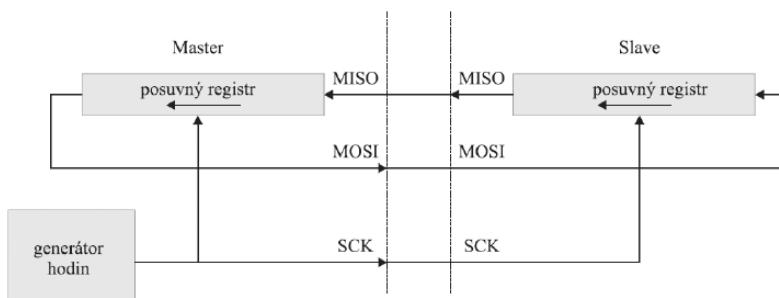 Master
Slave
MISO
MISO
posuvný registr
posuvný registr
MOSI
MOSI
generátor
hodin
SCK
SCK